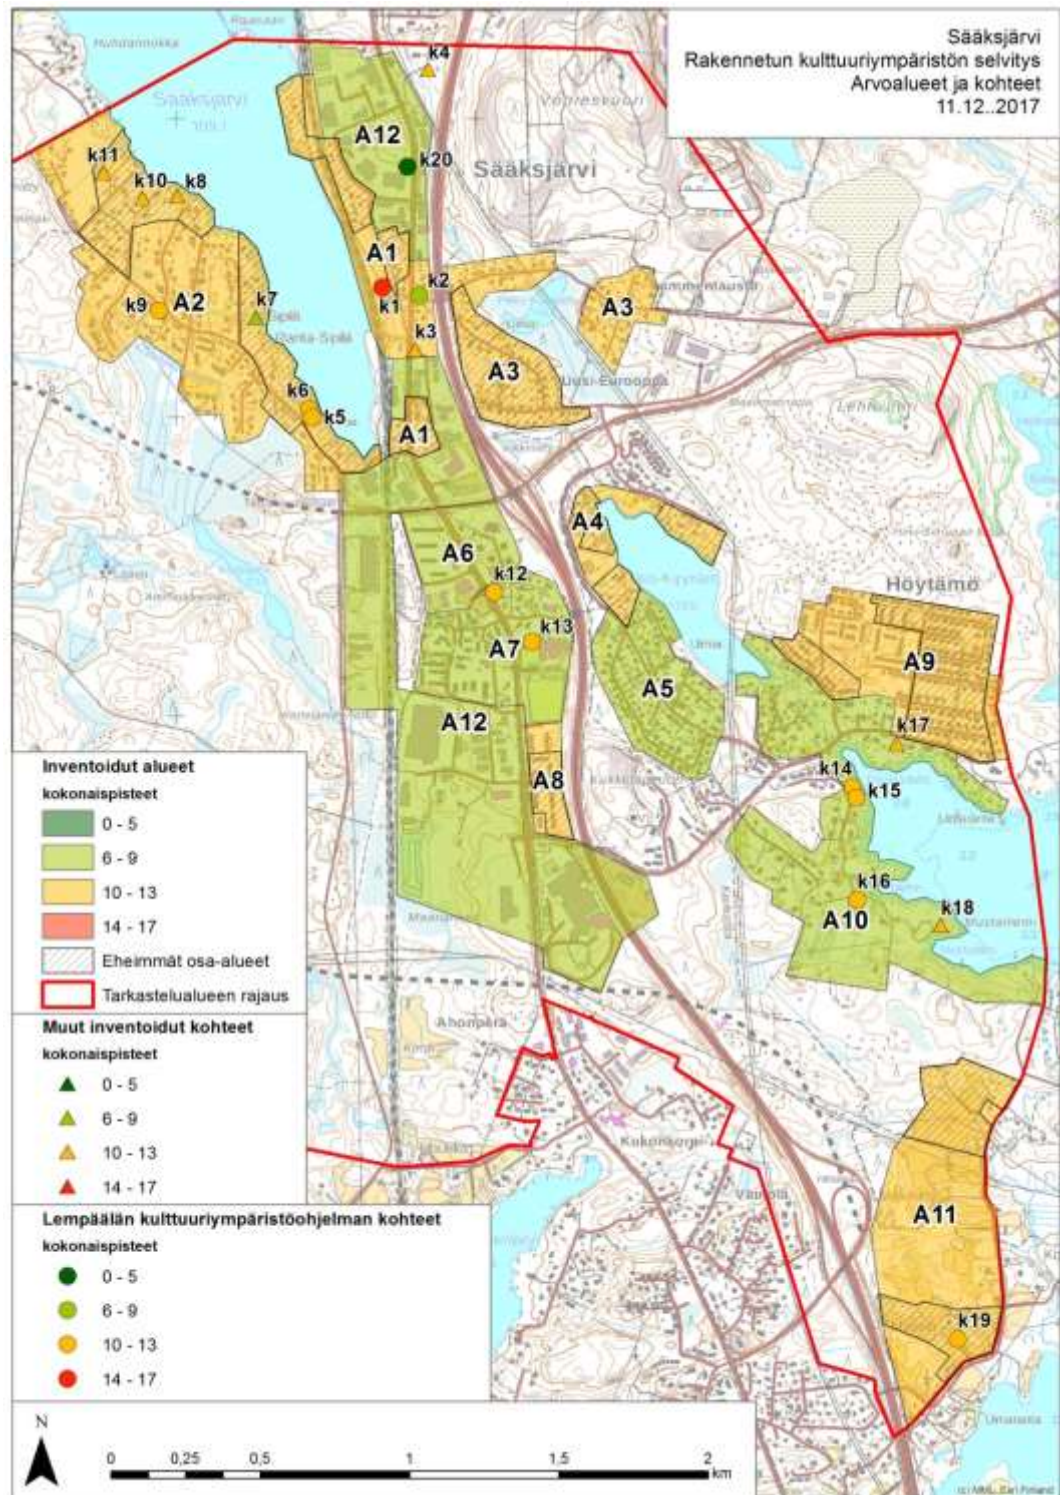 Sääksjärvi
Rakennetun kulttuuriympäristön selvitys
Arvoalueet ja kohteet
11.12..2017
Sääksjärvi
k4
A12
k20
Sääksjärvi
k11
k10
k8
A1
k2
k1
A2
k9
k7
A3
k3
A3
Uusi-Eurooppa
k6
k5
A1
A4
A6
k12
Höytämö
k13
A7
A9
A5
A12
k17
A8
k14
k15
k16
A10
k18
Ahonperä
Kukonkorpi
A11
k19
Inventoidut alueet
kokonaispisteet
0 - 5
6 - 9
10 - 13
14 - 17
Eheimmät osa-alueet
Tarkastelualueen rajaus
Muut inventoidut kohteet
kokonaispisteet
0 - 5
6 - 9
10 - 13
14 - 17
Lempäälän kulttuuriympäristöohjelman kohteet
kokonaispisteet
0 - 5
6 - 9
10 - 13
14 - 17
N
0 0,25 0,5 1 1,5 2
km